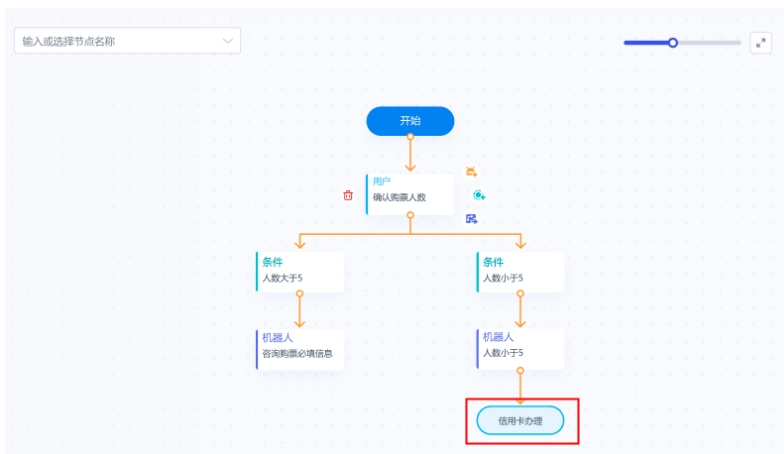 输入或选择节点名称
开始
用户
确认购票人数
条件
人数大于5
条件
人数小于5
机器人
咨询购票必填信息
机器人
人数小于5
信用卡办理